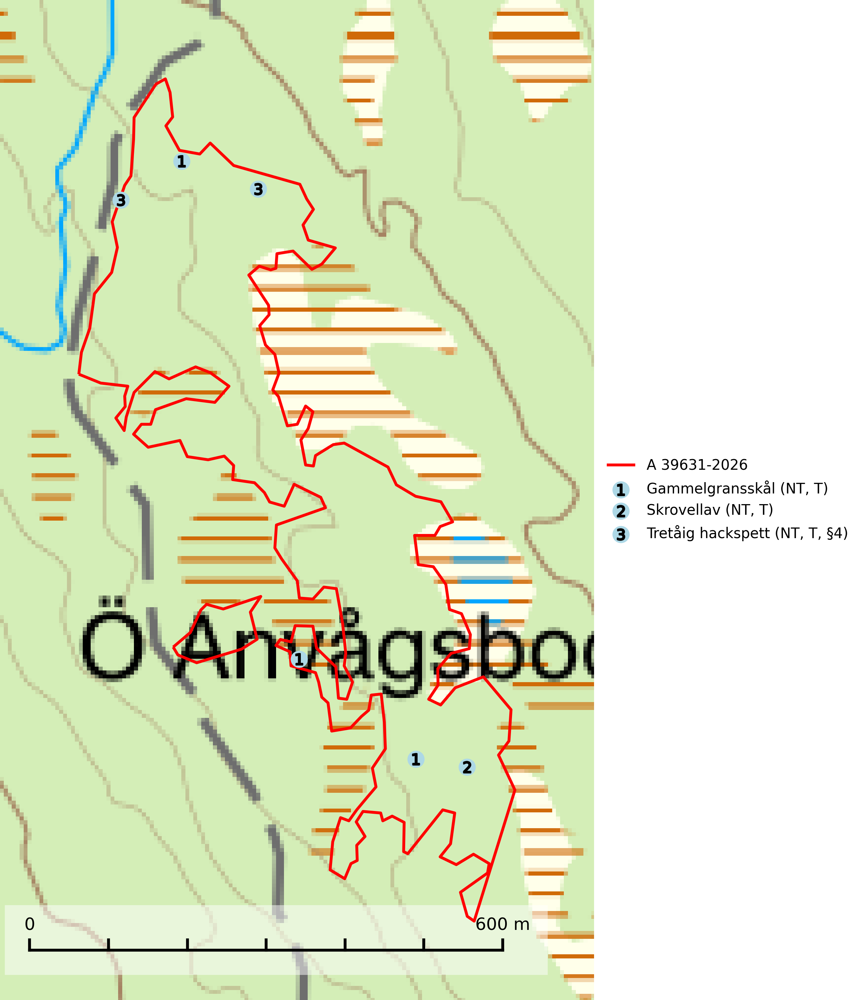 1
3
3
A 39631-2026
1 Gammelgransskål (NT, T)
2 Skrovellav (NT, T)
3 Tretåig hackspett (NT, T, §4)
1
1
2
0 600 m